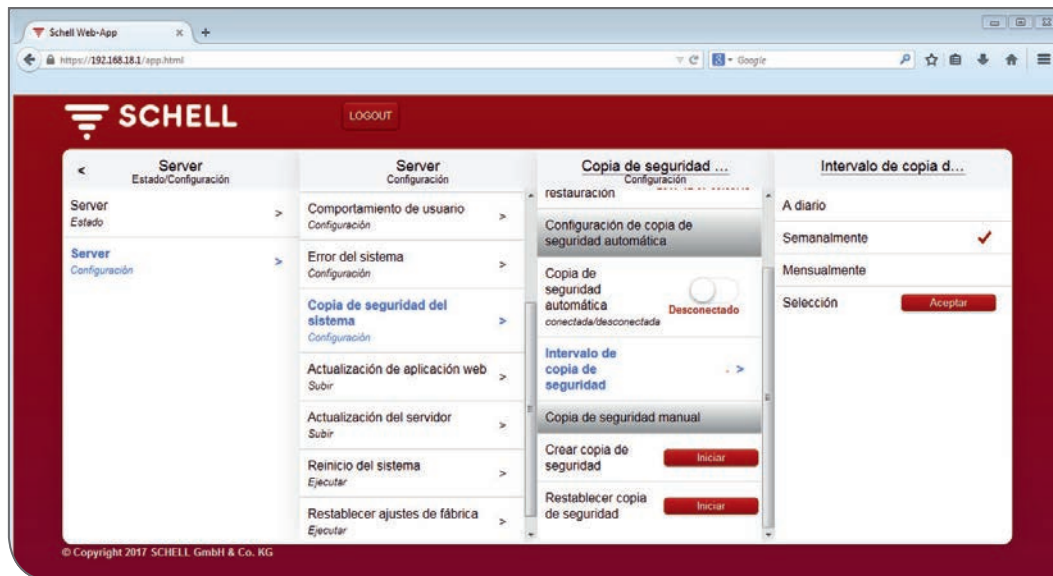 Schell Web-App
https://192.168.18.1/app.html
Google
SCHELL
LOGOUT
<
Server
Estado/Configuración
Server
Estado
>
Server
Configuración
>
Server
Configuración
Comportamiento de usuario
Configuración
>
Error del sistema
Configuración
>
Copia de seguridad del
sistema
Configuración
>
Actualización de aplicación web
Subir
>
Actualización del servidor
Subir
>
Reinicio del sistema
Ejecutar
>
Restablecer ajustes de fábrica
Ejecutar
>
Copia de seguridad ...
Configuración
restauración
Configuración de copia de
seguridad automática
Copia de
seguridad
automática
conectada/desconectada
Desconectado
Intervalo de
copia de
seguridad
. >
Copia de seguridad manual
Crear copia de
seguridad
Iniciar
Restablecer copia
de seguridad
Iniciar
Intervalo de copia d...
A diario
Semanalmente
Mensualmente
Selección
Aceptar
© Copyright 2017 SCHELL GmbH & Co. KG